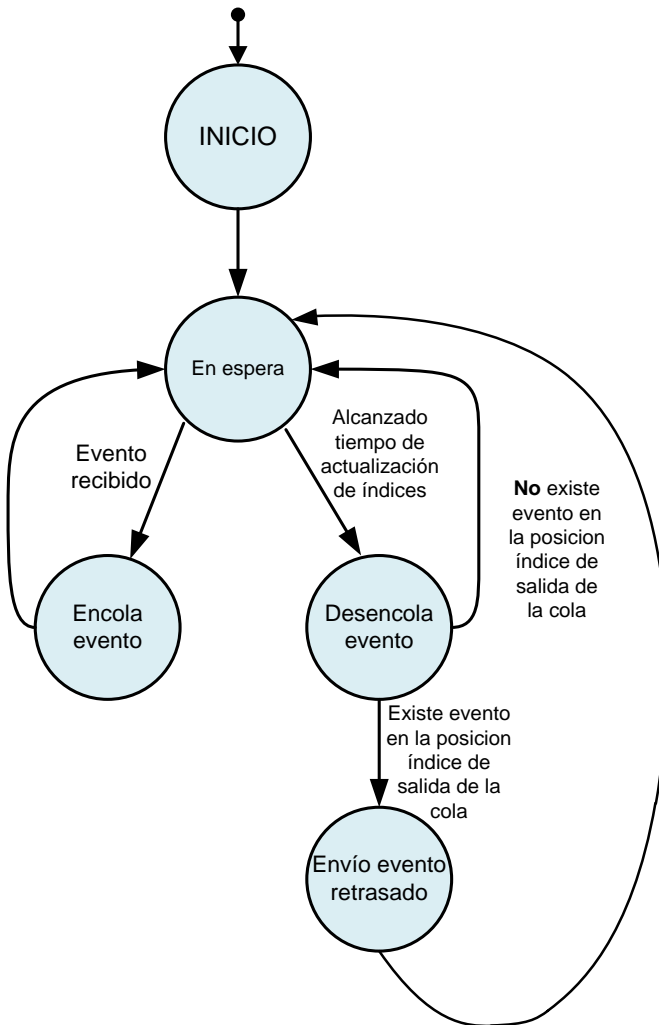 INICIO
En espera
Evento
recibido
Alcanzado
tiempo de
actualización
de índices
No existe
evento en
la posicion
índice de
salida de
la cola
Encola
evento
Desencola
evento
Existe evento
en la posicion
índice de
salida de la
cola
Envío evento
retrasado